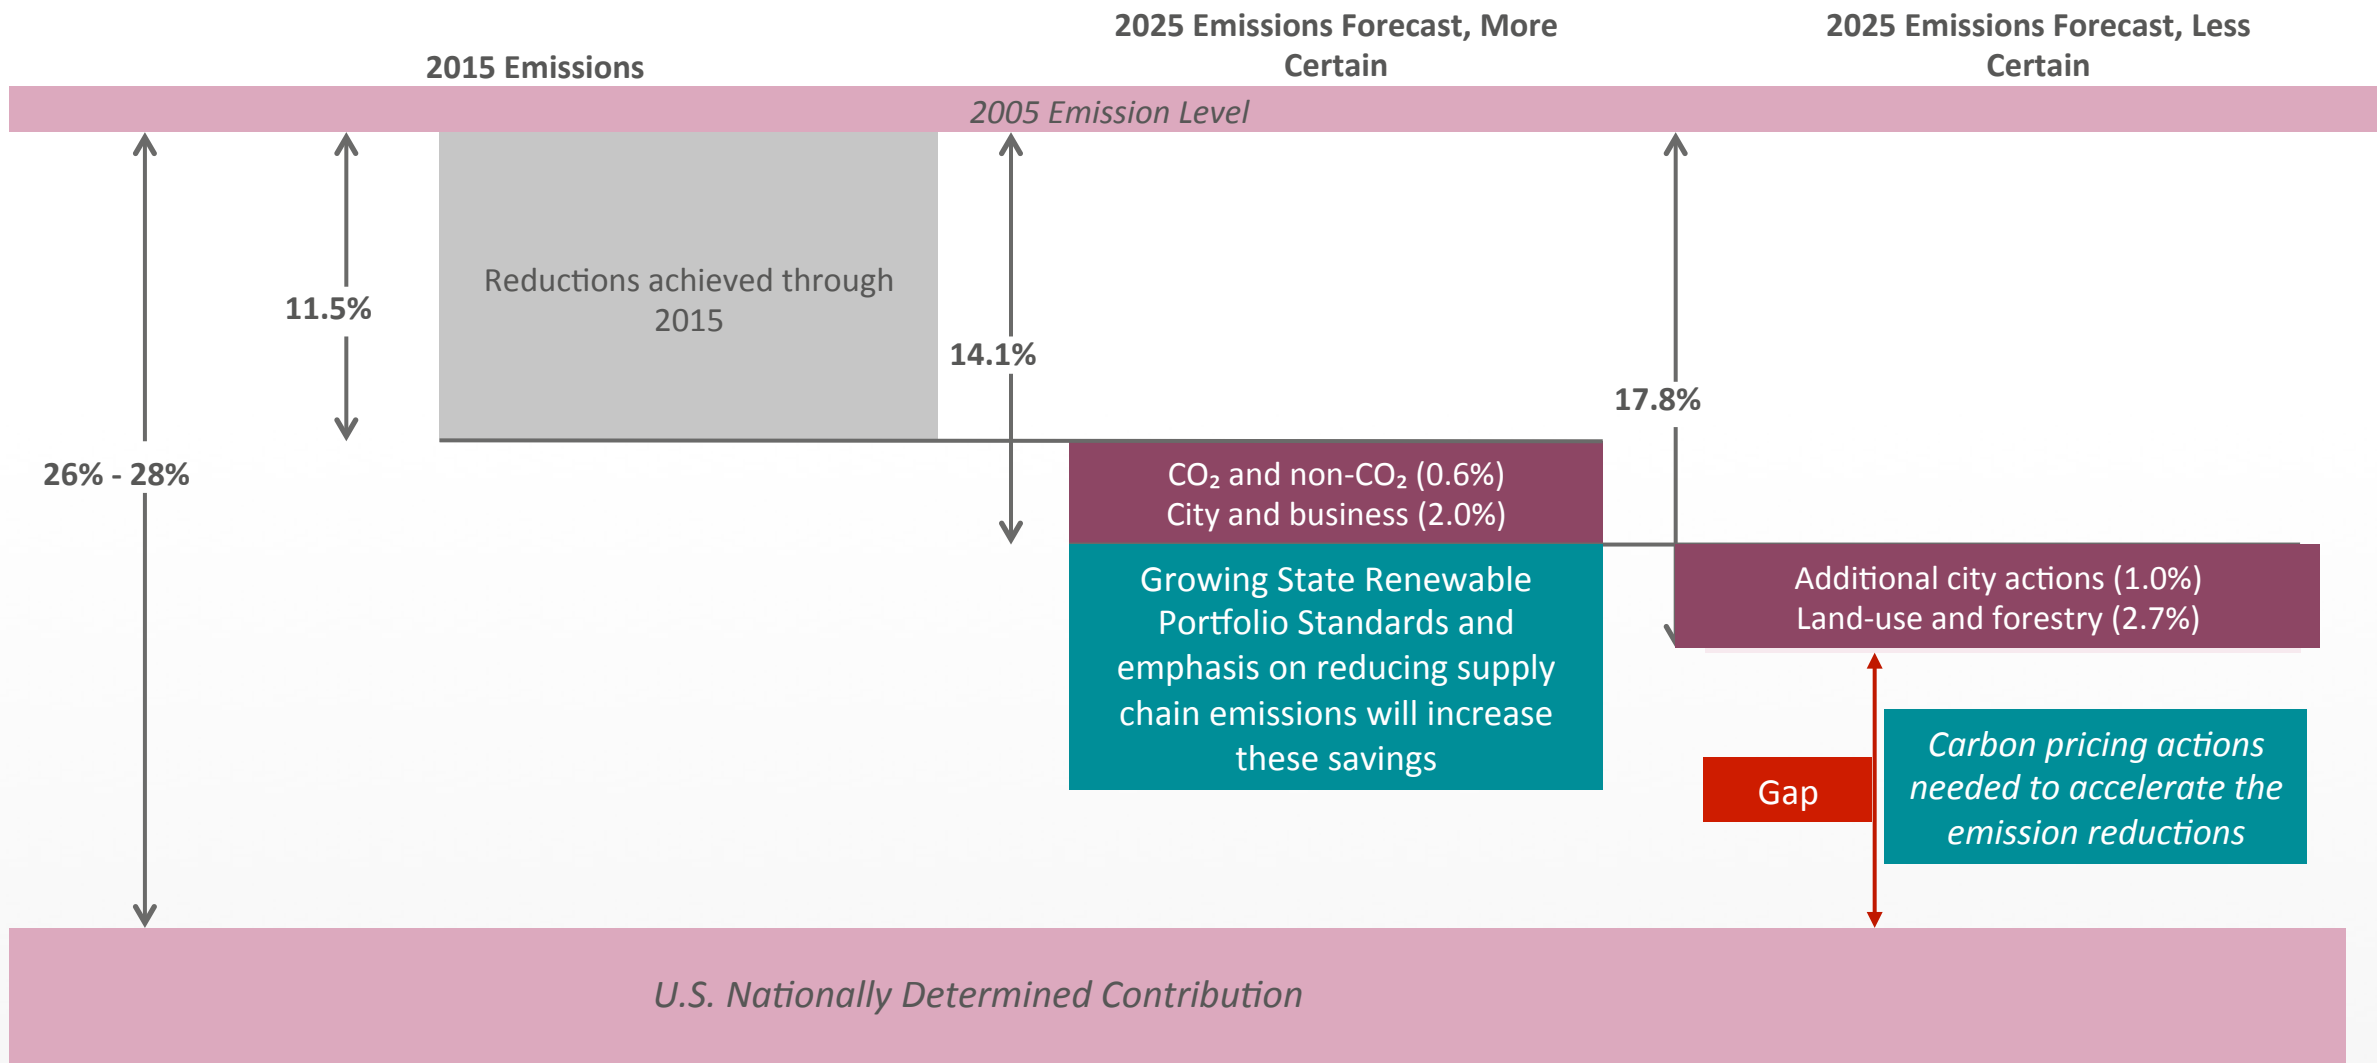 2015 Emissions
2025 Emissions Forecast, More
Certain
2025 Emissions Forecast, Less
Certain
2005 Emission Level
26% - 28%
11.5%
Reductions achieved through
2015
14.1%
CO₂ and non-CO₂ (0.6%)
City and business (2.0%)
Growing State Renewable
Portfolio Standards and
emphasis on reducing supply
chain emissions will increase
these savings
17.8%
Additional city actions (1.0%)
Land-use and forestry (2.7%)
Gap
Carbon pricing actions
needed to accelerate the
emission reductions
U.S. Nationally Determined Contribution